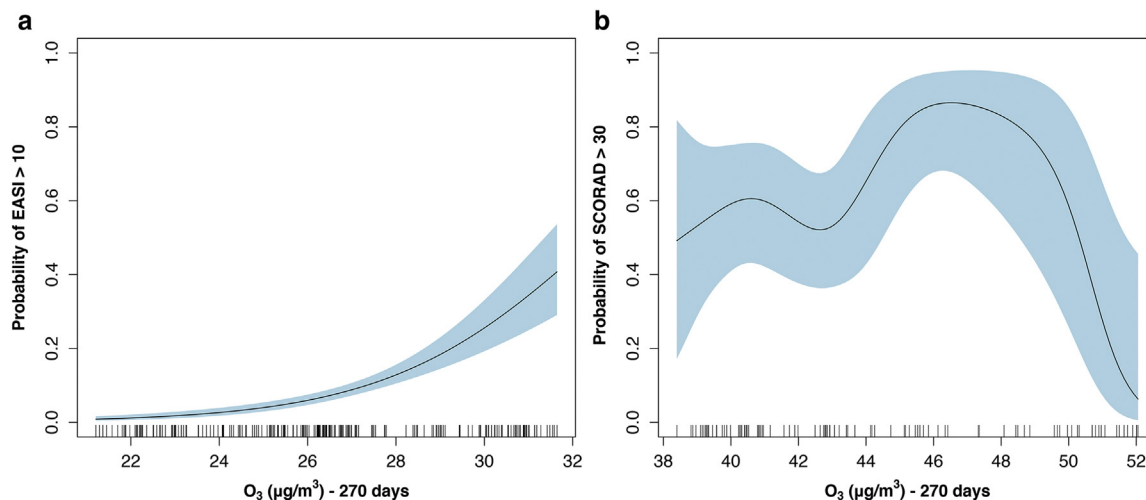 a
Probability of EASI > 10
1.0
0.8
0.6
0.4
0.2
0.0
22 24 26 28 30 32
O₃ (µg/m³) - 270 days
b
Probability of SCORAD > 30
1.0
0.8
0.6
0.4
0.2
0.0
38 40 42 44 46 48 50 52
O₃ (µg/m³) - 270 days